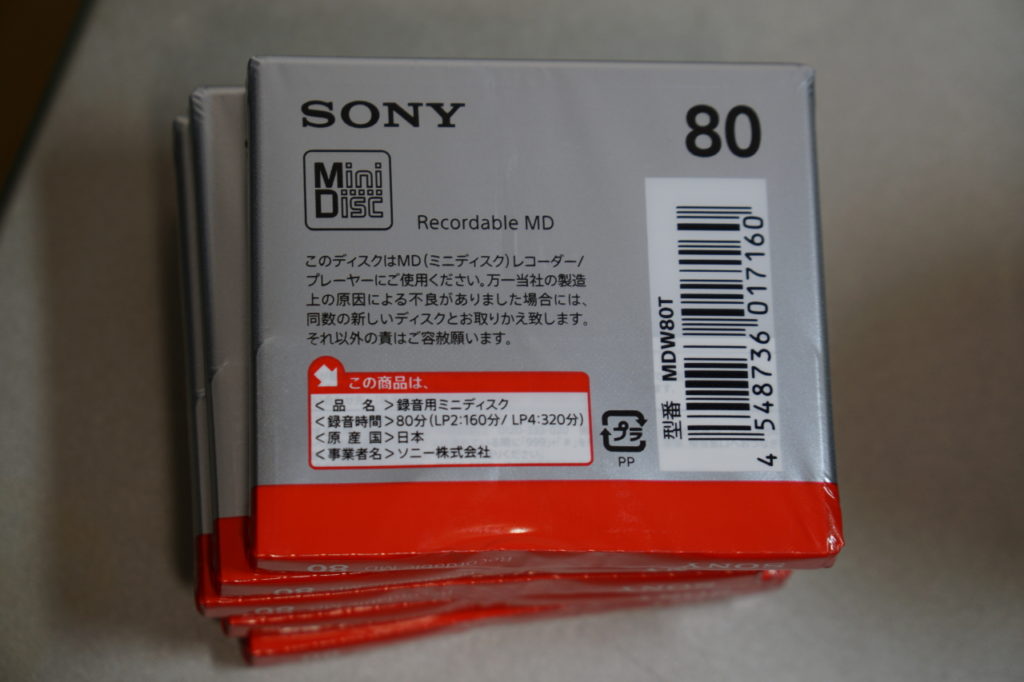 SONY
80
Mini
Disc
Recordable MD
このディスクはMD(ミニディスク)レコーダー/
プレーヤーにご使用ください。万一当社の製造
上の原因による不良がありました場合には、
同数の新しいディスクとお取りかえ致します。
それ以外の責はご容赦願います。
この商品は、
<品名>録音用ミニディスク
<録音時間>80分(LP2:160分/ LP4:320分)
<原産国>日本
<事業者名>ソニー株式会社
プラ
PP
型番 MDW80T
4 548736 017160
80
Recordable MD
SONY
80
80